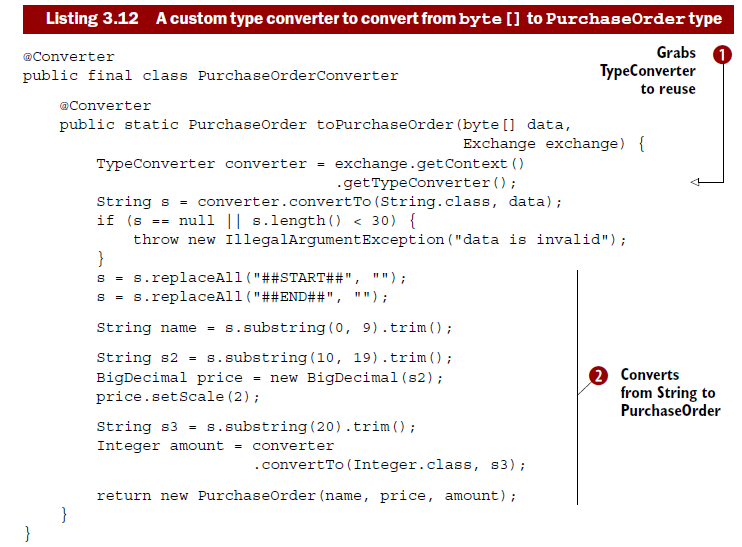 Listing 3.12 A custom type converter to convert from byte[] to PurchaseOrder type
@Converter
public final class PurchaseOrderConverter
@Converter
public static PurchaseOrder toPurchaseOrder(byte[] data,
Exchange exchange) {
TypeConverter converter = exchange.getContext()
.getTypeConverter();
String s = converter.convertTo(String.class, data);
if (s == null || s.length() < 30) {
throw new IllegalArgumentException("data is invalid");
}
s = s.replaceAll("##START##", "");
s = s.replaceAll("##END##", "");
String name = s.substring(0, 9).trim();
String s2 = s.substring(10, 19).trim();
BigDecimal price = new BigDecimal(s2);
price.setScale(2);
String s3 = s.substring(20).trim();
Integer amount = converter
.convertTo(Integer.class, s3);
return new PurchaseOrder(name, price, amount);
}
}
Grabs
TypeConverter
to reuse
1
2
Converts
from String to
PurchaseOrder